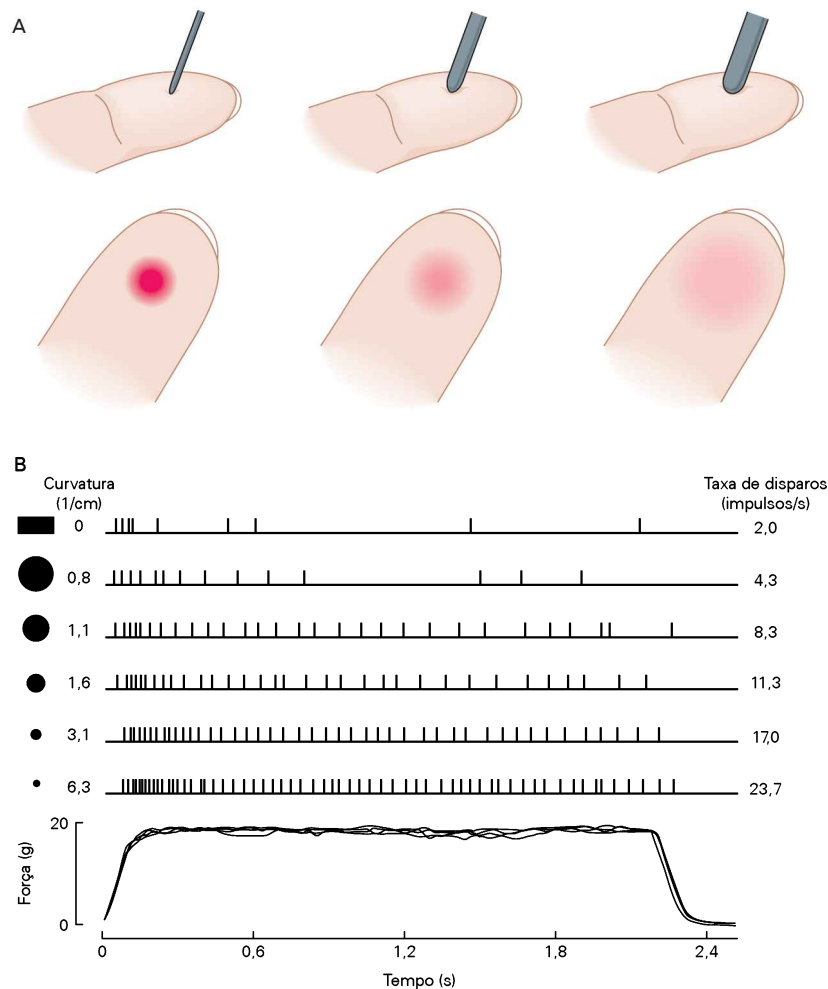 A
B
Curvatura
(1/cm)
Taxa de disparos
(impulsos/s)
0
2,0
0,8
4,3
1,1
8,3
1,6
11,3
3,1
17,0
6,3
23,7
20
Força (g)
0
0
0,6
1,2
1,8
2,4
Tempo (s)